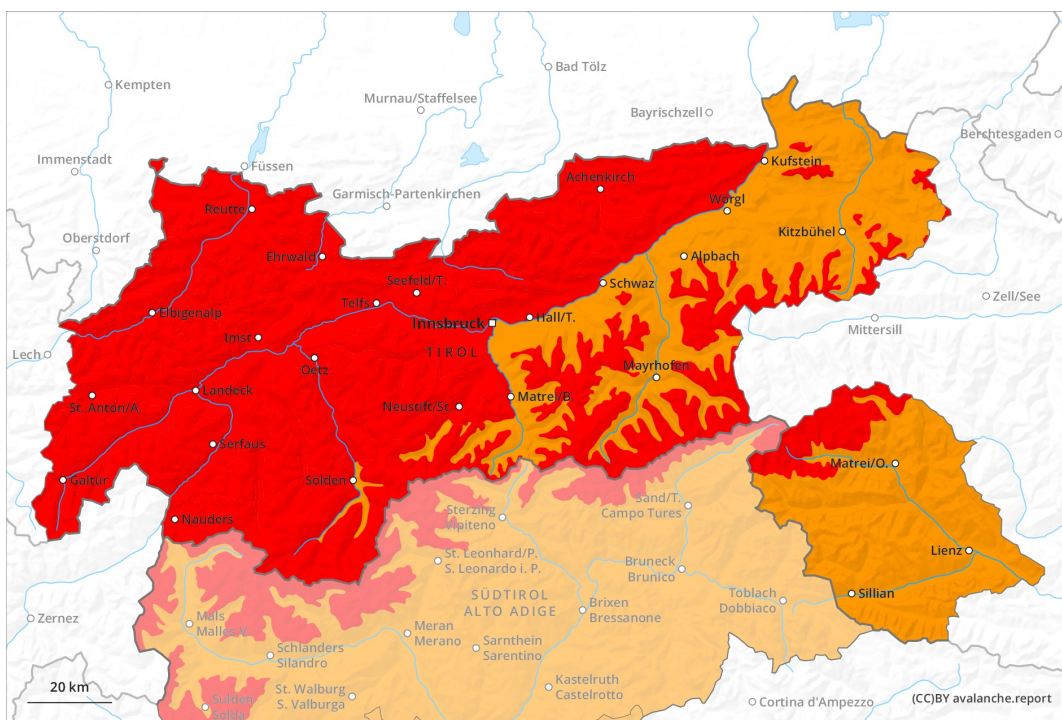 Kempten
Bad Tölz
Murnau/Staffelsee
Bayrischzell
Berchtesgaden
Immenstadt
Füssen
Kufstein
Garmisch-Partenkirchen
Achenkirch
Reutte
Wörgl
Oberstdorf
Kitzbühel
Ehrwald
Alpbach
Seefeld/T.
Schwaz
Zell/See
Telfs
Elbigenalp
Hall/T.
Innsbruck
Mittersill
Imst
Lech
TIROL
Oetz
Mayrhofen
Landeck
St. Anton/A.
Neustift/St.
Matrei/B.
Serfaus
Matrei/O.
Galtür
Sölden
Sand/T.
Campo Tures
Sterzing
Vipiteno
Nauders
Lienz
St. Leonhard/P.
S. Leonardo i. P.
Bruneck
Brunico
SÜDTIROL
ALTO ADIGE
Toblach
Dobbiaco
Sillian
Brixen
Bressanone
Zernez
Mals
Malles V.
Meran
Merano
Sarnthein
Sarentino
Schlanders
Silandro
Kastelruth
Castelrotto
20 km
St. Walburg
S. Valburga
Sulden
Solda
Cortina d'Ampezzo
(CC)BY avalanche.report